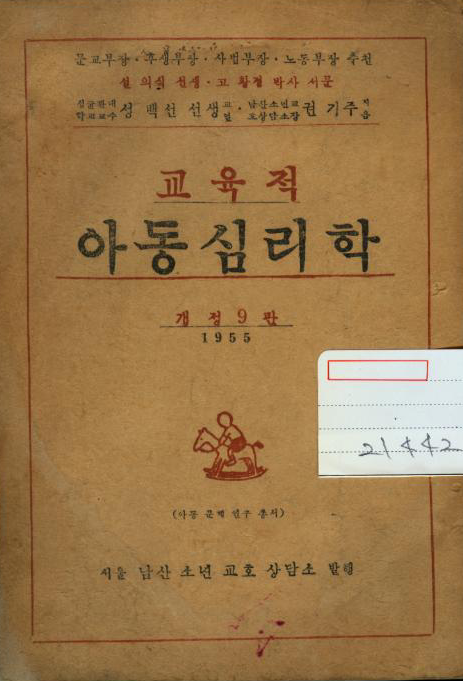 문교부장·후생부장·사법부장·노동부장 추천
설 의식 선생·고 황경 박사 서문
성균관대학교교수 성 백선 선생 교열·남산소년교호상담소장 권 기주 지음
교육적
아동심리학
개정 9 판
1955
21442
(아동 문제 연구 총서)
서울 남산 소년 교호 상담소 발행